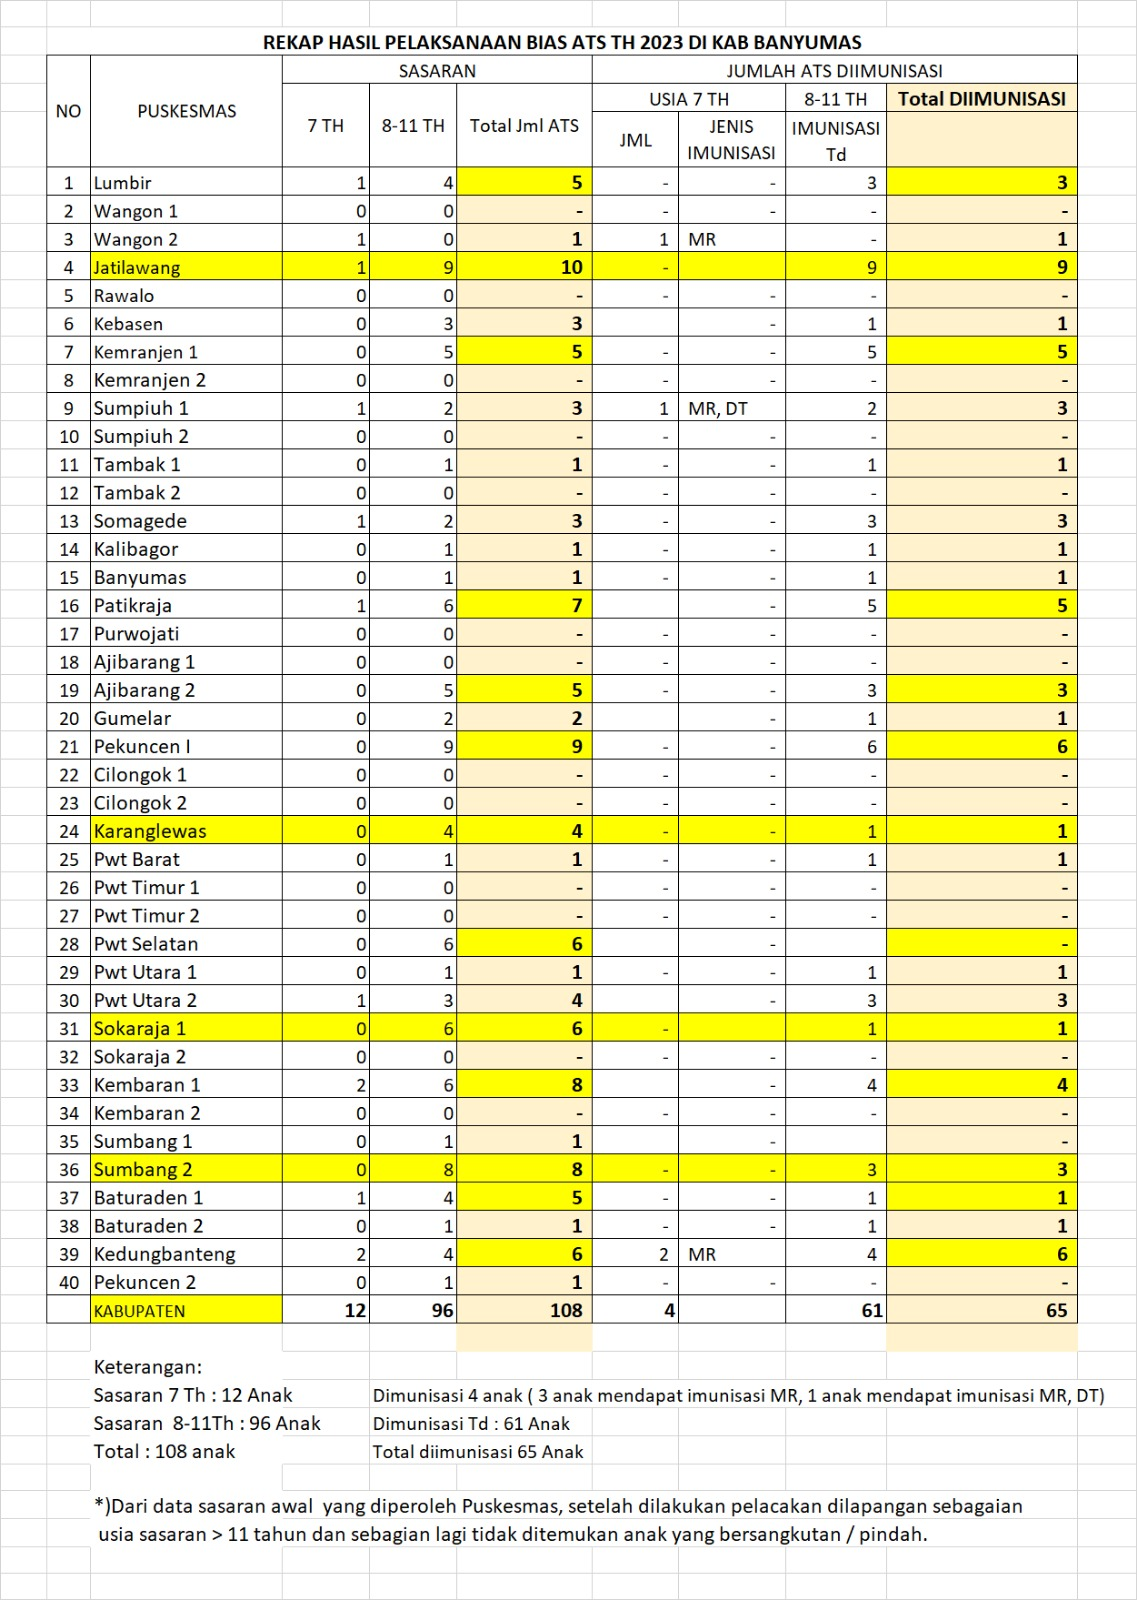 REKAP HASIL PELAKSANAAN BIAS ATS TH 2023 DI KAB BANYUMAS
NO PUSKESMAS SASARAN JUMLAH ATS DIIMUNISASI
7 TH 8-11 TH Total Jml ATS USIA 7 TH 8-11 TH Total DIIMUNISASI
JML JENIS IMUNISASI IMUNISASI Td
1 Lumbir 1 4 5 - - 3 3
2 Wangon 1 0 0 - - - - -
3 Wangon 2 1 0 1 1 MR - 1
4 Jatilawang 1 9 10 - 9 9
5 Rawalo 0 0 - - - - -
6 Kebasen 0 3 3 - 1 1
7 Kemranjen 1 0 5 5 - - 5 5
8 Kemranjen 2 0 0 - - - - -
9 Sumpiuh 1 1 2 3 1 MR, DT 2 3
10 Sumpiuh 2 0 0 - - - - -
11 Tambak 1 0 1 1 - - 1 1
12 Tambak 2 0 0 - - - - -
13 Somagede 1 2 3 - - 3 3
14 Kalibagor 0 1 1 - - 1 1
15 Banyumas 0 1 1 - - 1 1
16 Patikraja 1 6 7 - 5 5
17 Purwojati 0 0 - - - - -
18 Ajibarang 1 0 0 - - - - -
19 Ajibarang 2 0 5 5 - - 3 3
20 Gumelar 0 2 2 - 1 1
21 Pekuncen I 0 9 9 - - 6 6
22 Cilongok 1 0 0 - - - - -
23 Cilongok 2 0 0 - - - - -
24 Karanglewas 0 4 4 - - 1 1
25 Pwt Barat 0 1 1 - - 1 1
26 Pwt Timur 1 0 0 - - - - -
27 Pwt Timur 2 0 0 - - - - -
28 Pwt Selatan 0 6 6 - -
29 Pwt Utara 1 0 1 1 - - 1 1
30 Pwt Utara 2 1 3 4 - 3 3
31 Sokaraja 1 0 6 6 - 1 1
32 Sokaraja 2 0 0 - - - - -
33 Kembaran 1 2 6 8 - 4 4
34 Kembaran 2 0 0 - - - - -
35 Sumbang 1 0 1 1 - -
36 Sumbang 2 0 8 8 - - 3 3
37 Baturaden 1 1 4 5 - - 1 1
38 Baturaden 2 0 1 1 - - 1 1
39 Kedungbanteng 2 4 6 2 MR 4 6
40 Pekuncen 2 0 1 1 - - - -
KABUPATEN 12 96 108 4 61 65
Keterangan:
Sasaran 7 Th : 12 Anak Dimunisasi 4 anak ( 3 anak mendapat imunisasi MR, 1 anak mendapat imunisasi MR, DT)
Sasaran 8-11Th : 96 Anak Dimunisasi Td : 61 Anak
Total : 108 anak Total diimunisasi 65 Anak
*)Dari data sasaran awal yang diperoleh Puskesmas, setelah dilakukan pelacakan dilapangan sebagaian
usia sasaran > 11 tahun dan sebagian lagi tidak ditemukan anak yang bersangkutan / pindah.